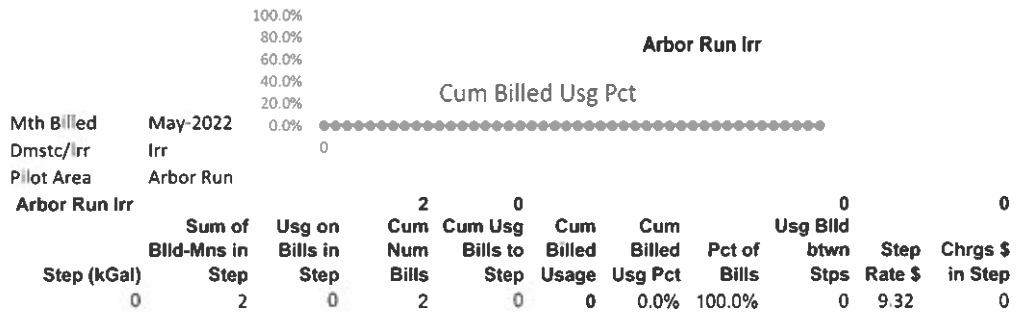 100.0%
80.0%
60.0%
40.0%
20.0%
0.0%
0
Arbor Run Irr
Cum Billed Usg Pct
Mth Billed May-2022
Dmstc/Irr Irr
Pilot Area Arbor Run
Arbor Run Irr 2 0 0 0
Sum of Usg on Cum Cum Usg Cum Cum Usg Blld
Blld-Mns in Bills in Num Bills to Billed Billed Pct of btwn Step Chrgs $
Step (kGal) Step Step Bills Step Usage Usg Pct Bills Stps Rate $ in Step
0 2 0 2 0 0 0.0% 100.0% 0 9.32 0